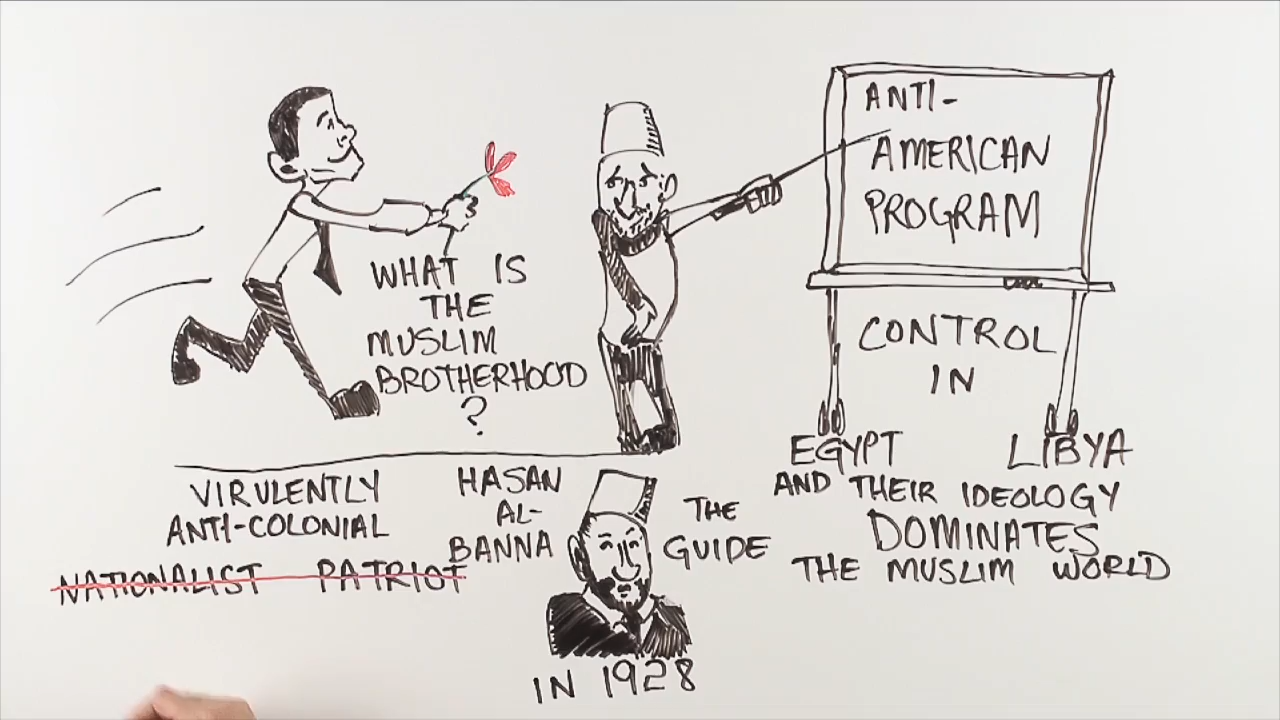 ANTI-
AMERICAN
PROGRAM
WHAT IS
THE
MUSLIM
BROTHERHOOD
?
CONTROL
IN
EGYPT LIBYA
AND THEIR IDEOLOGY
DOMINATES
THE MUSLIM WORLD
VIRULENTLY
ANTI-COLONIAL
NATIONALIST PATRIOT
HASAN
AL-
BANNA
THE
GUIDE
IN 1928